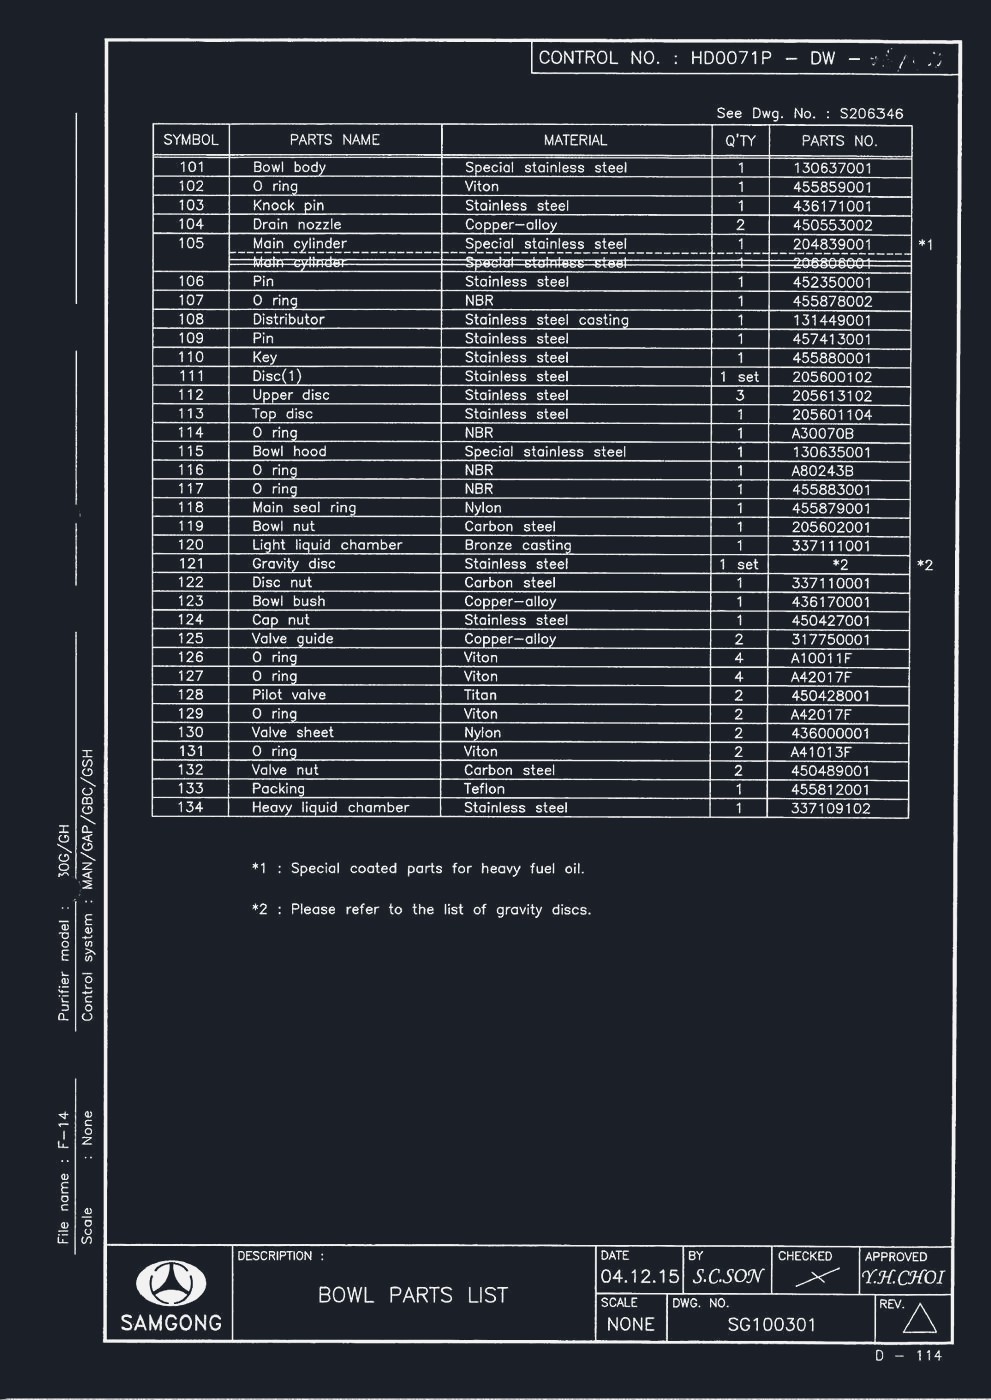 CONTROL NO. : HD0071P - DW -
See Dwg. No. : S206346
SYMBOL PARTS NAME MATERIAL Q'TY PARTS NO.
101 Bowl body Special stainless steel 1 130637001
102 O ring Viton 1 455859001
103 Knock pin Stainless steel 1 436171001
104 Drain nozzle Copper-alloy 2 450553002
105 Main cylinder Special stainless steel 1 204839001 *1
Main cylinder Special stainless steel 1 206806001
106 Pin Stainless steel 1 452350001
107 O ring NBR 1 455878002
108 Distributor Stainless steel casting 1 131449001
109 Pin Stainless steel 1 457413001
110 Key Stainless steel 1 455880001
111 Disc(1) Stainless steel 1 set 205600102
112 Upper disc Stainless steel 3 205613102
113 Top disc Stainless steel 1 205601104
114 O ring NBR 1 A30070B
115 Bowl hood Special stainless steel 1 130635001
116 O ring NBR 1 A80243B
117 O ring NBR 1 455883001
118 Main seal ring Nylon 1 455879001
119 Bowl nut Carbon steel 1 205602001
120 Light liquid chamber Bronze casting 1 337111001
121 Gravity disc Stainless steel 1 set *2 *2
122 Disc nut Carbon steel 1 337110001
123 Bowl bush Copper-alloy 1 436170001
124 Cap nut Stainless steel 1 450427001
125 Valve guide Copper-alloy 2 317750001
126 O ring Viton 4 A10011F
127 O ring Viton 4 A42017F
128 Pilot valve Titan 2 450428001
129 O ring Viton 2 A42017F
130 Valve sheet Nylon 2 436000001
131 O ring Viton 2 A41013F
132 Valve nut Carbon steel 2 450489001
133 Packing Teflon 1 455812001
134 Heavy liquid chamber Stainless steel 1 337109102
*1 : Special coated parts for heavy fuel oil.
*2 : Please refer to the list of gravity discs.
File name : F-14 Purifier model : 30G/GH
Scale : None Control system : MAN/GAP/GBC/GSH
SAMGONG
DESCRIPTION :
BOWL PARTS LIST
DATE BY CHECKED APPROVED
04.12.15 S.C.SON Y.H.CHOI
SCALE DWG. NO. REV.
NONE SG100301
D - 114